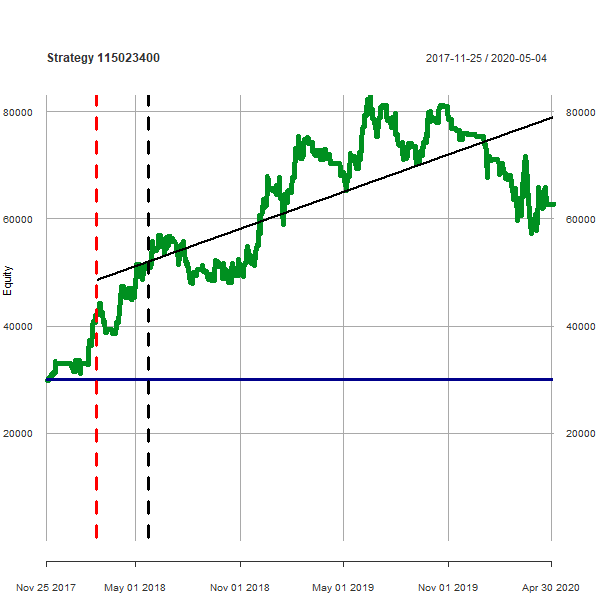 Strategy 115023400
2017-11-25 / 2020-05-04
80000
80000
60000
60000
Equity
40000
40000
20000
20000
Nov 25 2017
May 01 2018
Nov 01 2018
May 01 2019
Nov 01 2019
Apr 30 2020